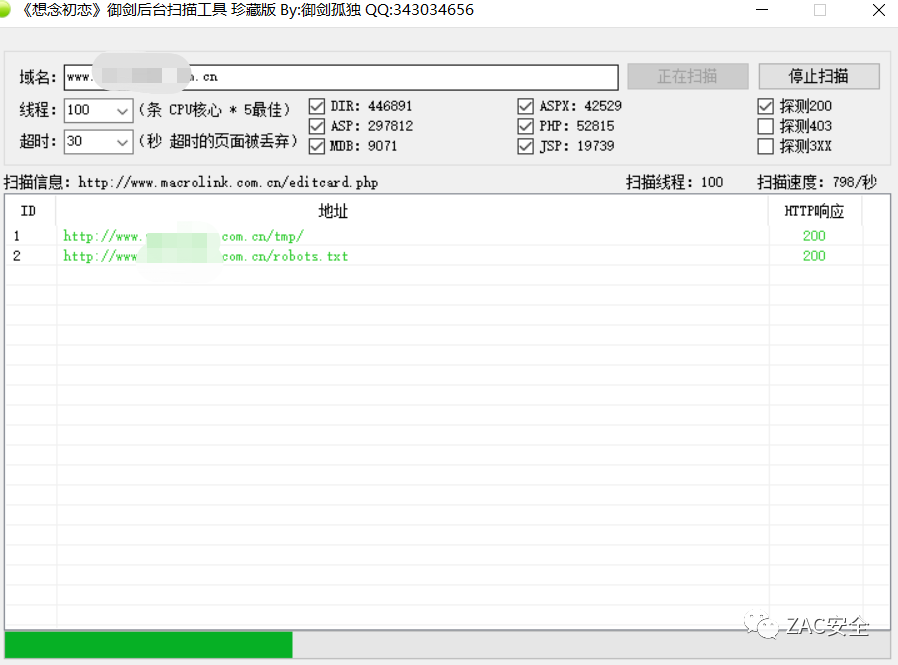 《想念初恋》御剑后台扫描工具 珍藏版 By:御剑孤独 QQ:343034656
域名: www. a.cn 正在扫描 停止扫描
线程: 100 (条 CPU核心 * 5最佳) DIR: 446891 ASPX: 42529 探测200
ASP: 297812 PHP: 52815 探测403
超时: 30 (秒 超时的页面被丢弃) MDB: 9071 JSP: 19739 探测3XX
扫描信息: http://www.macrolink.com.cn/editcard.php 扫描线程: 100 扫描速度: 798/秒
ID 地址 HTTP响应
1 http://www. com.cn/tmp/ 200
2 http://www com.cn/robots.txt 200
ZAC安全